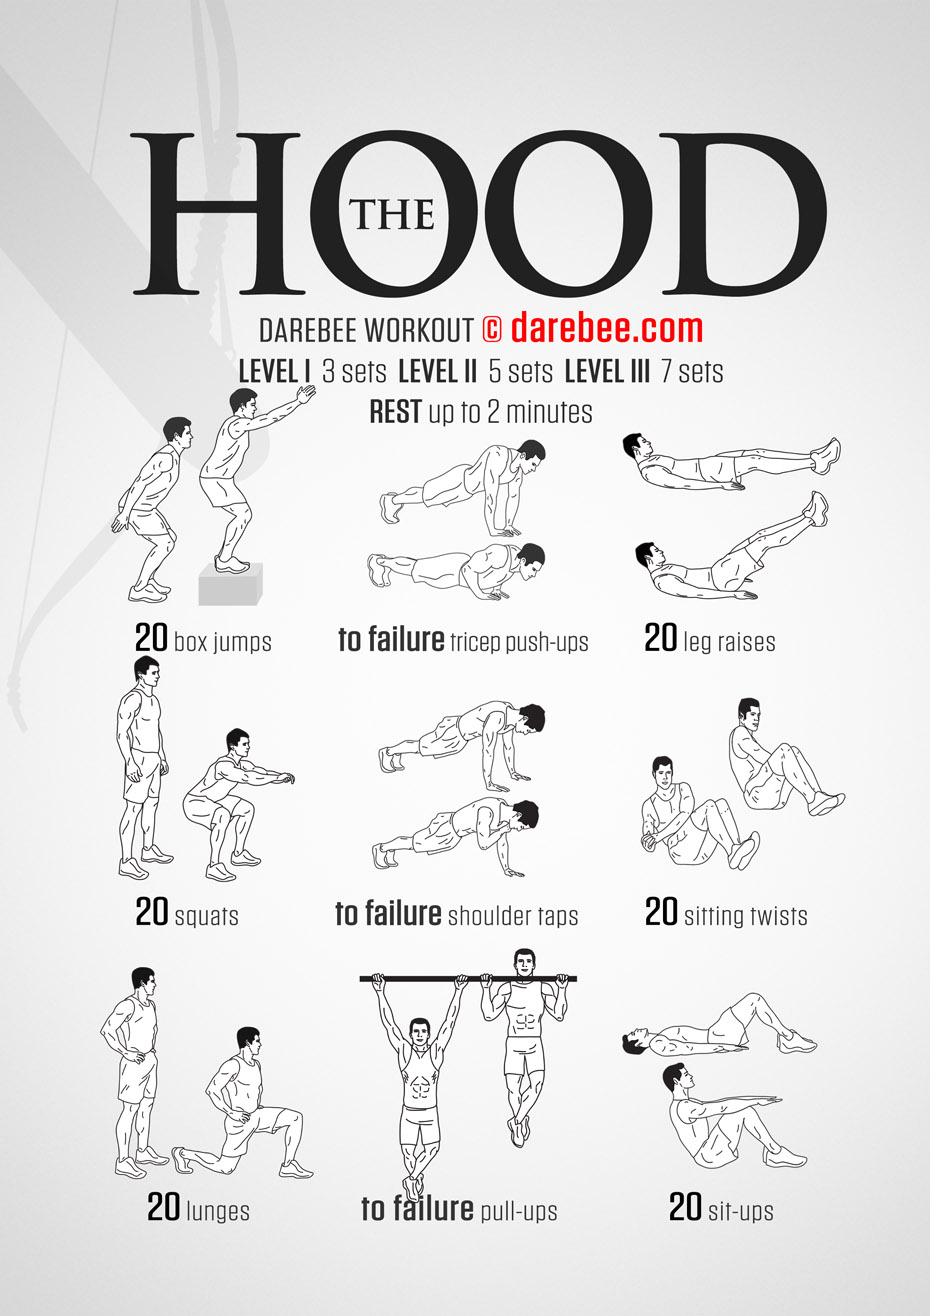 THE
HOOD
DAREBEE WORKOUT © darebee.com
LEVEL I 3 sets LEVEL II 5 sets LEVEL III 7 sets
REST up to 2 minutes
20 box jumps
to failure tricep push-ups
20 leg raises
20 squats
to failure shoulder taps
20 sitting twists
20 lunges
to failure pull-ups
20 sit-ups